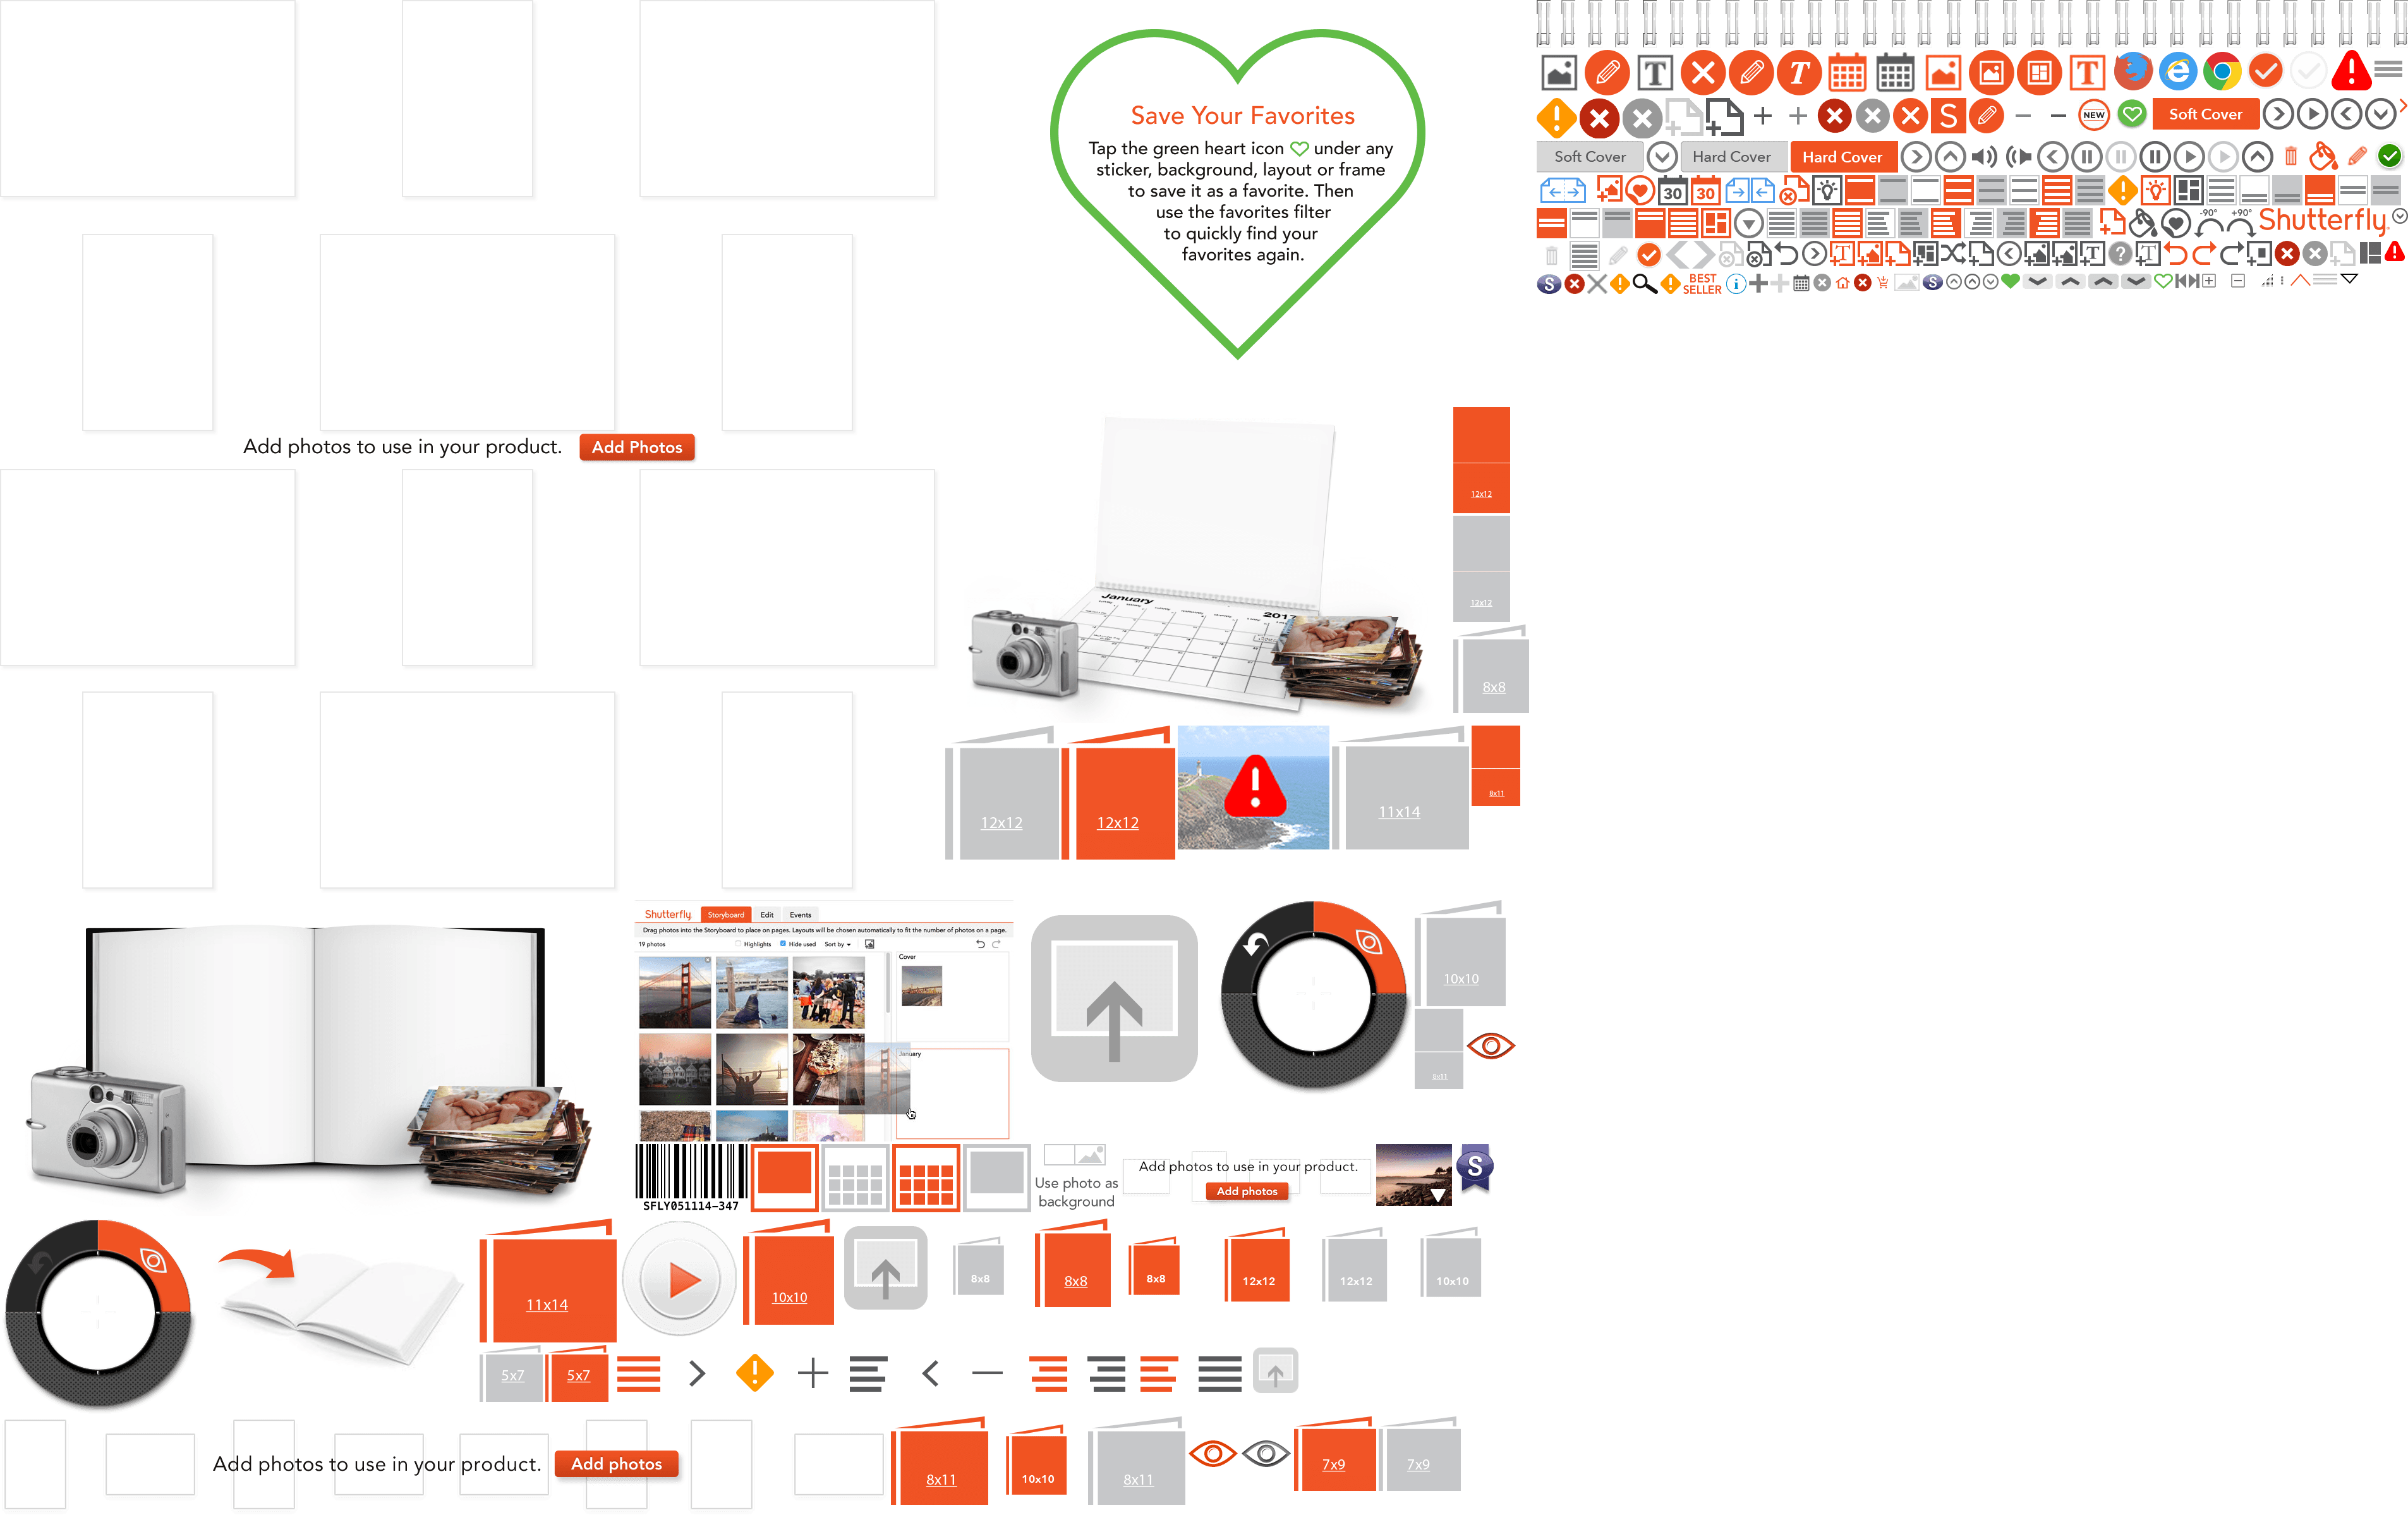 Save Your Favorites
Tap the green heart icon under any
sticker, background, layout or frame
to save it as a favorite. Then
use the favorites filter
to quickly find your
favorites again.
T
T
T
S
NEW
Soft Cover
Soft Cover
Hard Cover
Hard Cover
30
30
-90°
+90°
Shutterfly
T
T
?
T
S
BEST
SELLER
i
S
Add photos to use in your product.
Add Photos
12x12
12x12
January
2017
8x8
12x12
12x12
11x14
8x11
Shutterfly
Storyboard
Edit
Events
Drag photos into the Storyboard to place on pages. Layouts will be chosen automatically to fit the number of photos on a page.
19 photos
Highlights
Hide used
Sort by
Cover
January
10x10
8x11
SFLY051114-347
Use photo as
background
Add photos to use in your product.
Add photos
S
11x14
10x10
8x8
8x8
8x8
12x12
12x12
10x10
5x7
5x7
Add photos to use in your product.
Add photos
8x11
10x10
8x11
7x9
7x9